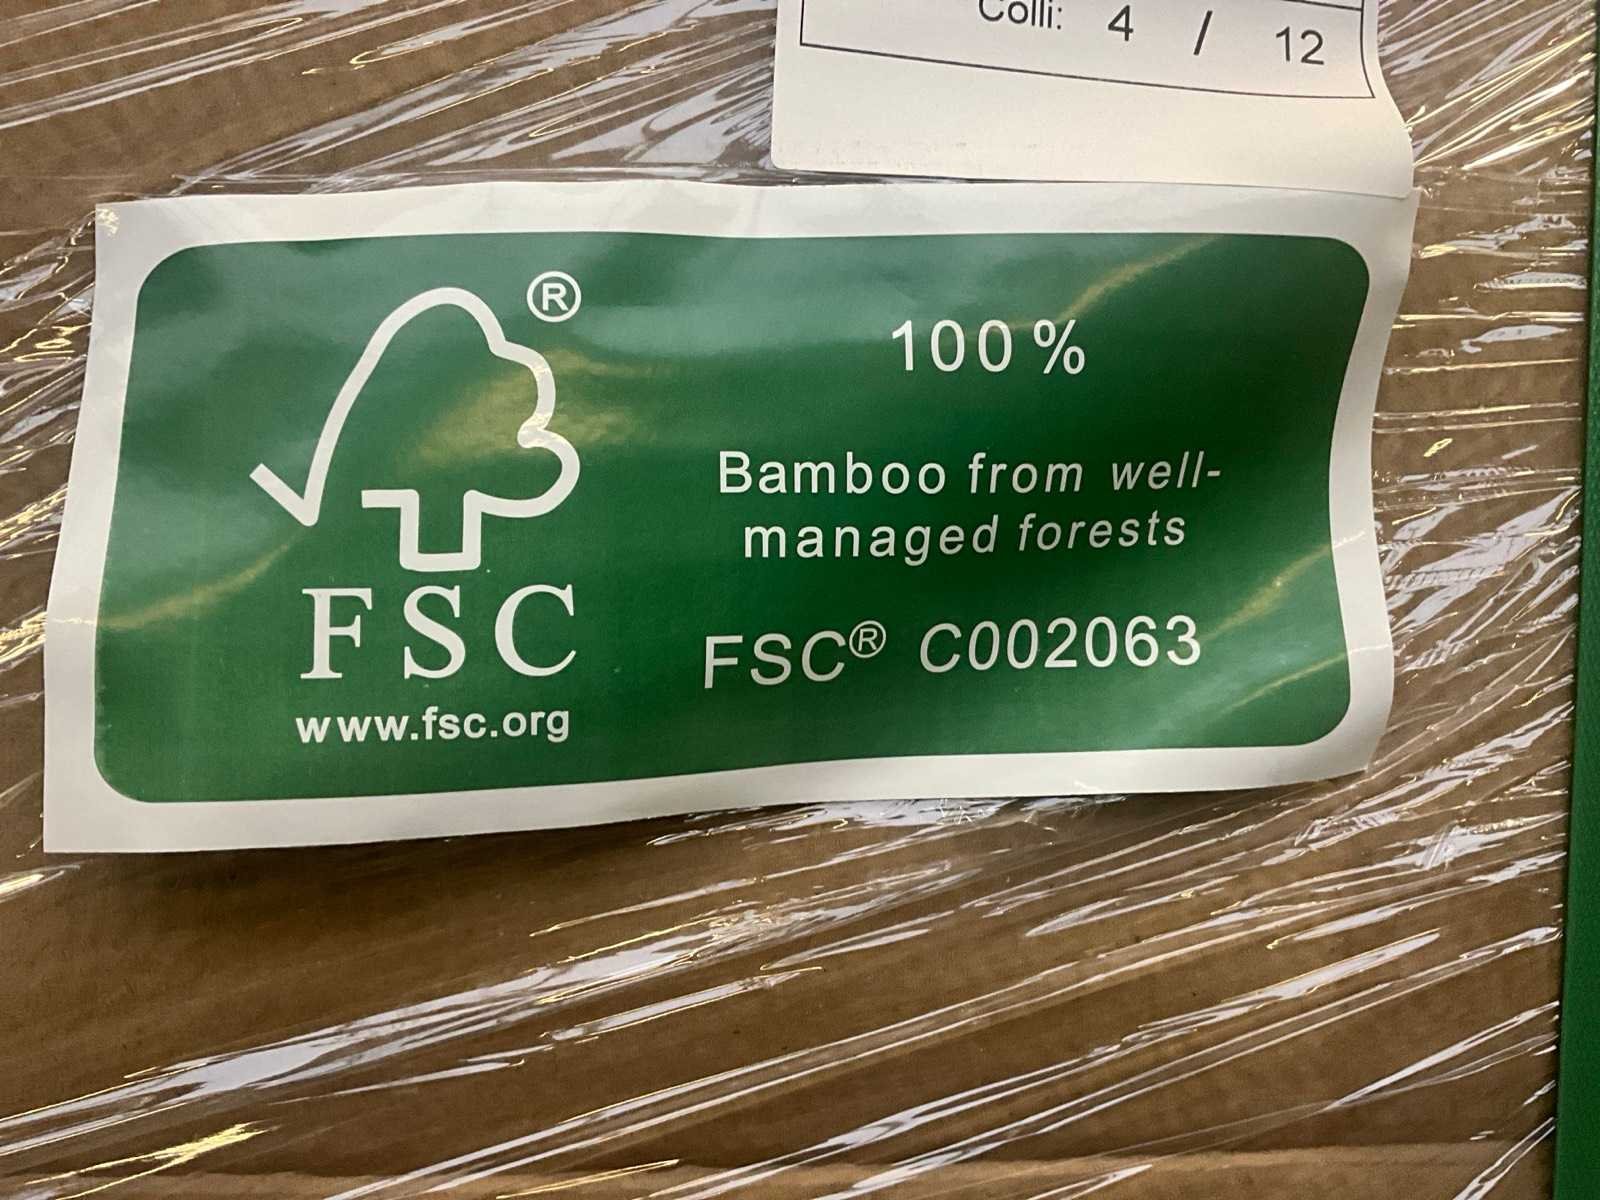 Colli: 4 / 12
®
100 %
Bamboo from well-
managed forests
FSC
FSC® C002063
www.fsc.org